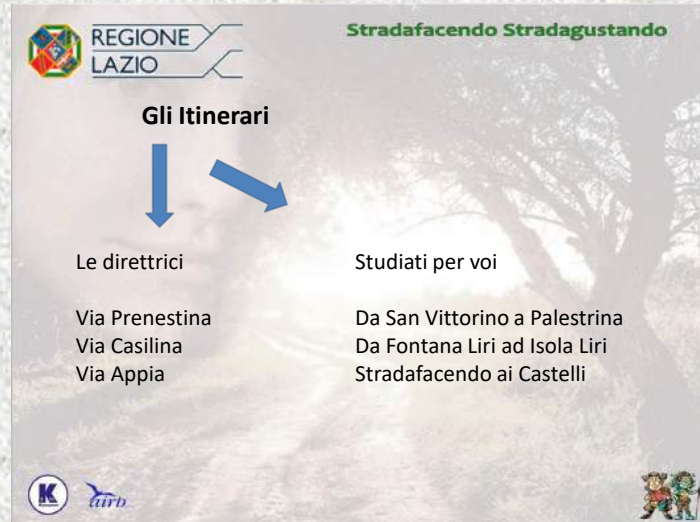 REGIONE
LAZIO
Stradafacendo Stradagustando
Gli Itinerari
Le direttrici
Via Prenestina
Via Casilina
Via Appia
Studiati per voi
Da San Vittorino a Palestrina
Da Fontana Liri ad Isola Liri
Stradafacendo ai Castelli
K